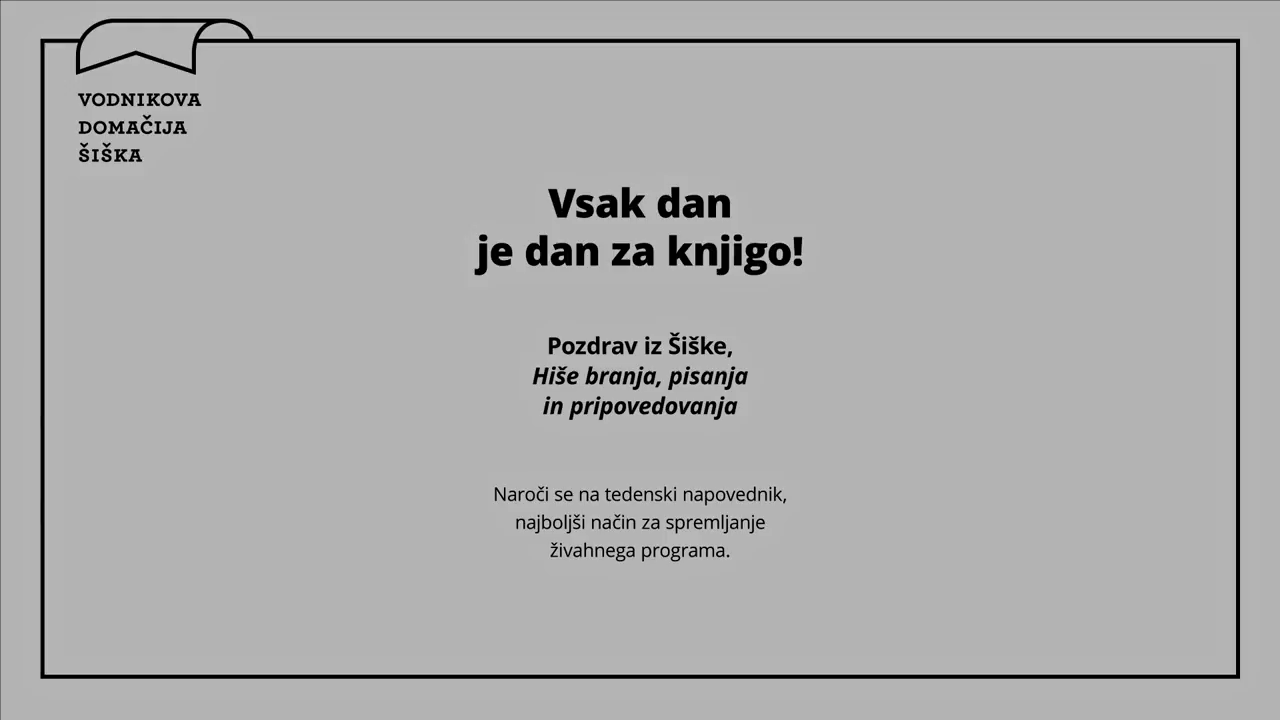 VODNIKOVA
DOMAČIJA
ŠIŠKA
Vsak dan
je dan za knjigo!
Pozdrav iz Šiške,
Hiše branja, pisanja
in pripovedovanja
Naroči se na tedenski napovednik,
najboljši način za spremljanje
živahnega programa.